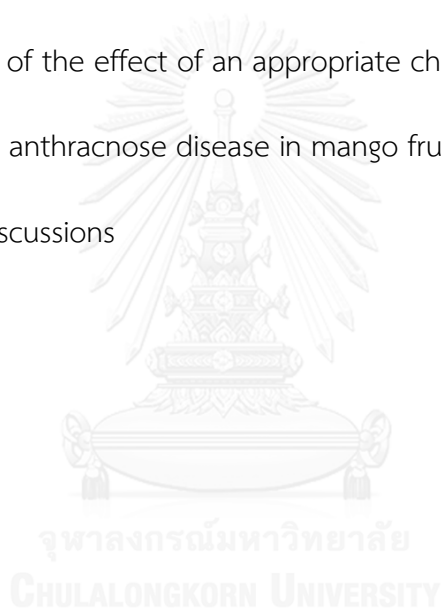 of the effect of an appropriate ch
anthracnose disease in mango fru
scussions
จุฬาลงกรณ์มหาวิทยาลัย
CHULALONGKORN UNIVERSITY